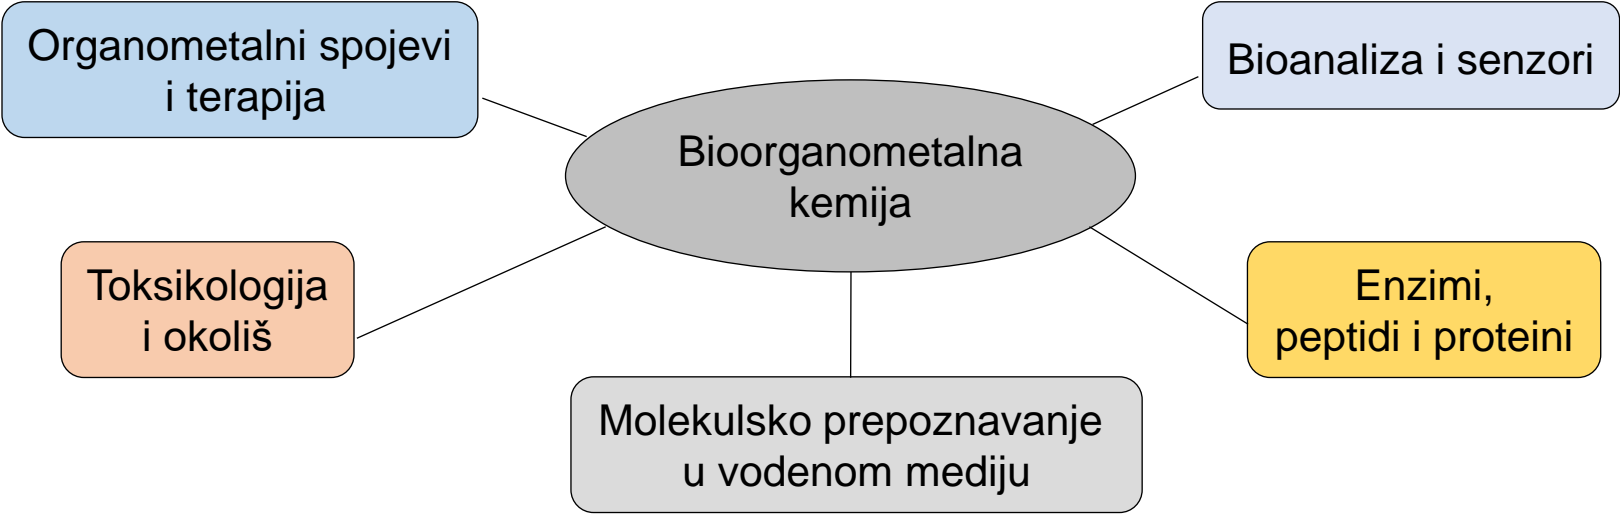 Organometalni spojevi
i terapija
Bioanaliza i senzori
Bioorganometalna
kemija
Toksikologija
i okoliš
Enzimi,
peptidi i proteini
Molekulsko prepoznavanje
u vodenom mediju